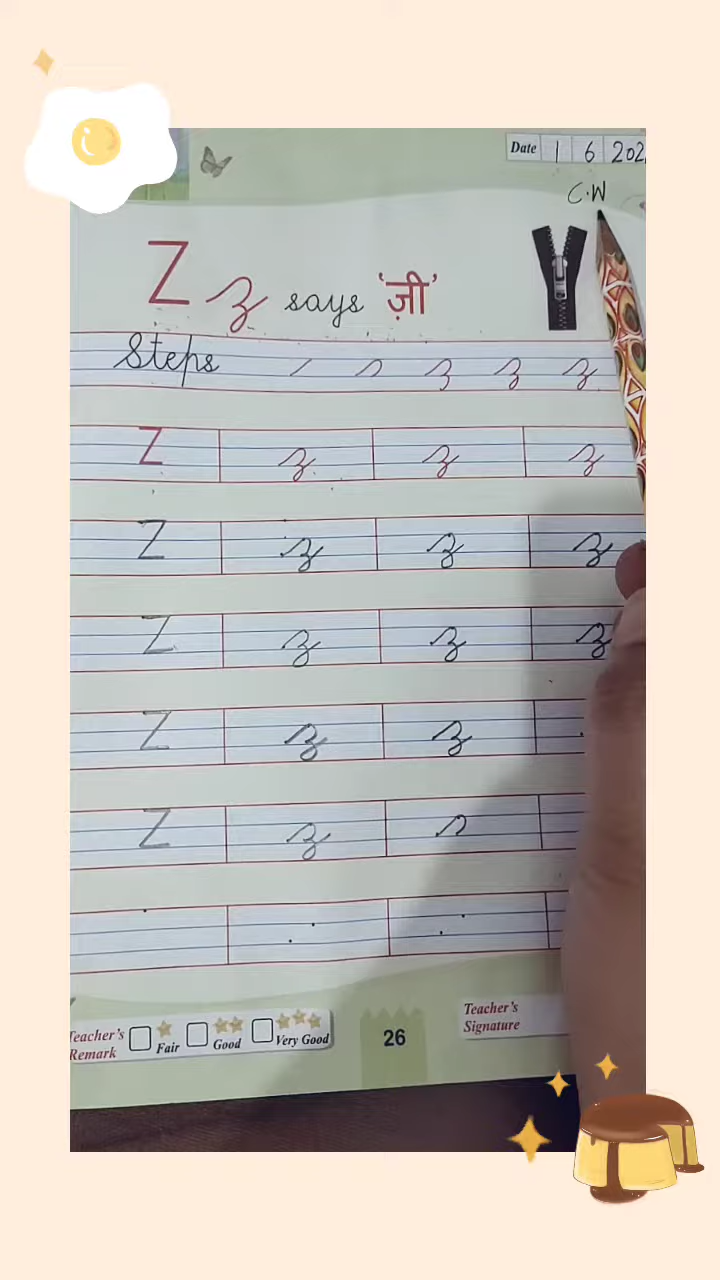 Date 1 6 202
C.W
Z z says 'ज़ी'
Steps z
Z z z z
Z z z z
Z z z z
Z z z
Z z
Teacher's Remark Fair Good Very Good
26
Teacher's Signature